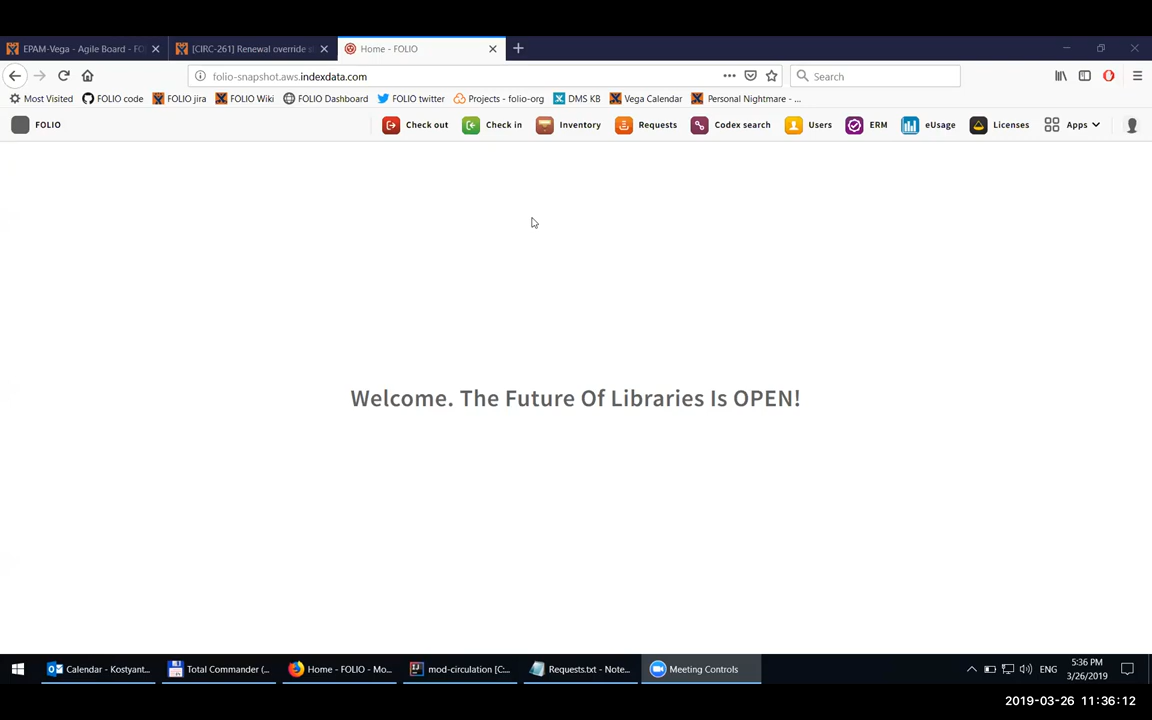 EPAM-Vega - Agile Board - FO
[CIRC-261] Renewal override s
Home - FOLIO
folio-snapshot.aws.indexdata.com
Search
Most Visited
FOLIO code
FOLIO jira
FOLIO Wiki
FOLIO Dashboard
FOLIO twitter
Projects - folio-org
DMS KB
Vega Calendar
Personal Nightmare - ...
FOLIO
Check out
Check in
Inventory
Requests
Codex search
Users
ERM
eUsage
Licenses
Apps
Welcome. The Future Of Libraries Is OPEN!
Calendar - Kostyant...
Total Commander (...
Home - FOLIO - Mo...
mod-circulation [C:...
Requests.txt - Note...
Meeting Controls
ENG
5:36 PM
3/26/2019
2019-03-26 11:36:12